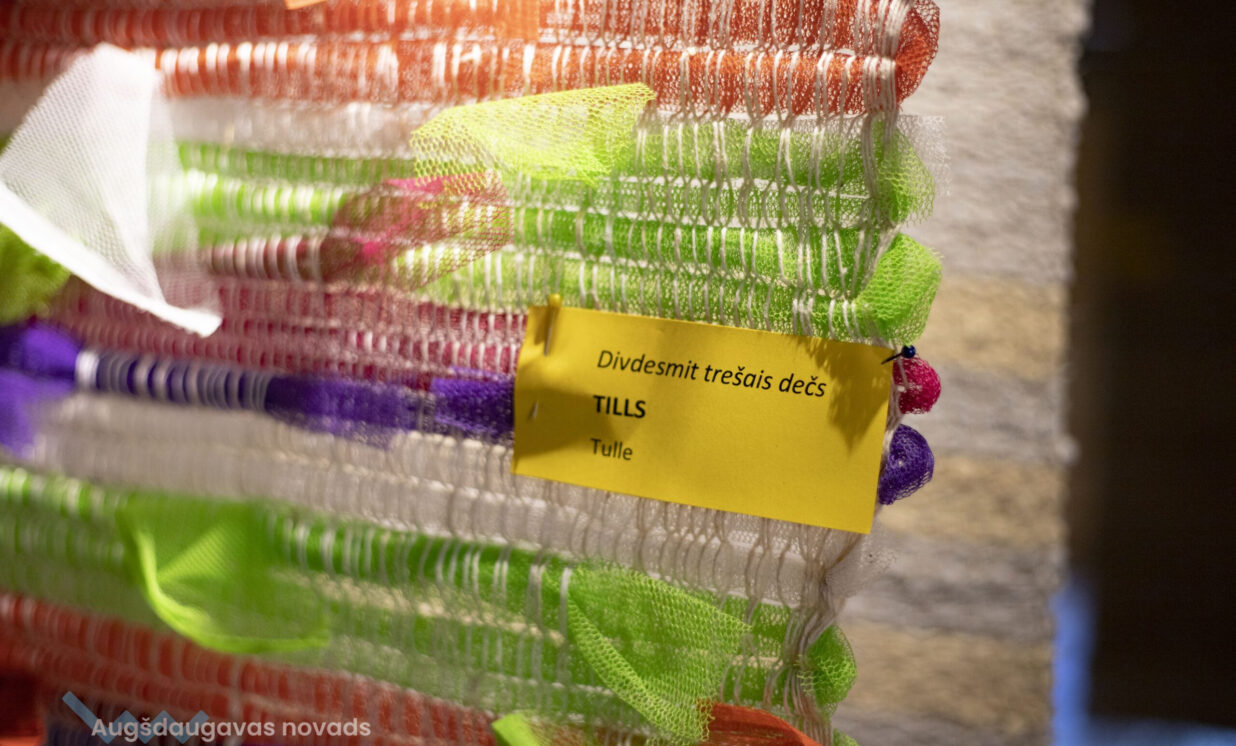 Divdesmit trešais dečs
TILLS
Tulle
Augšdaugavas novads